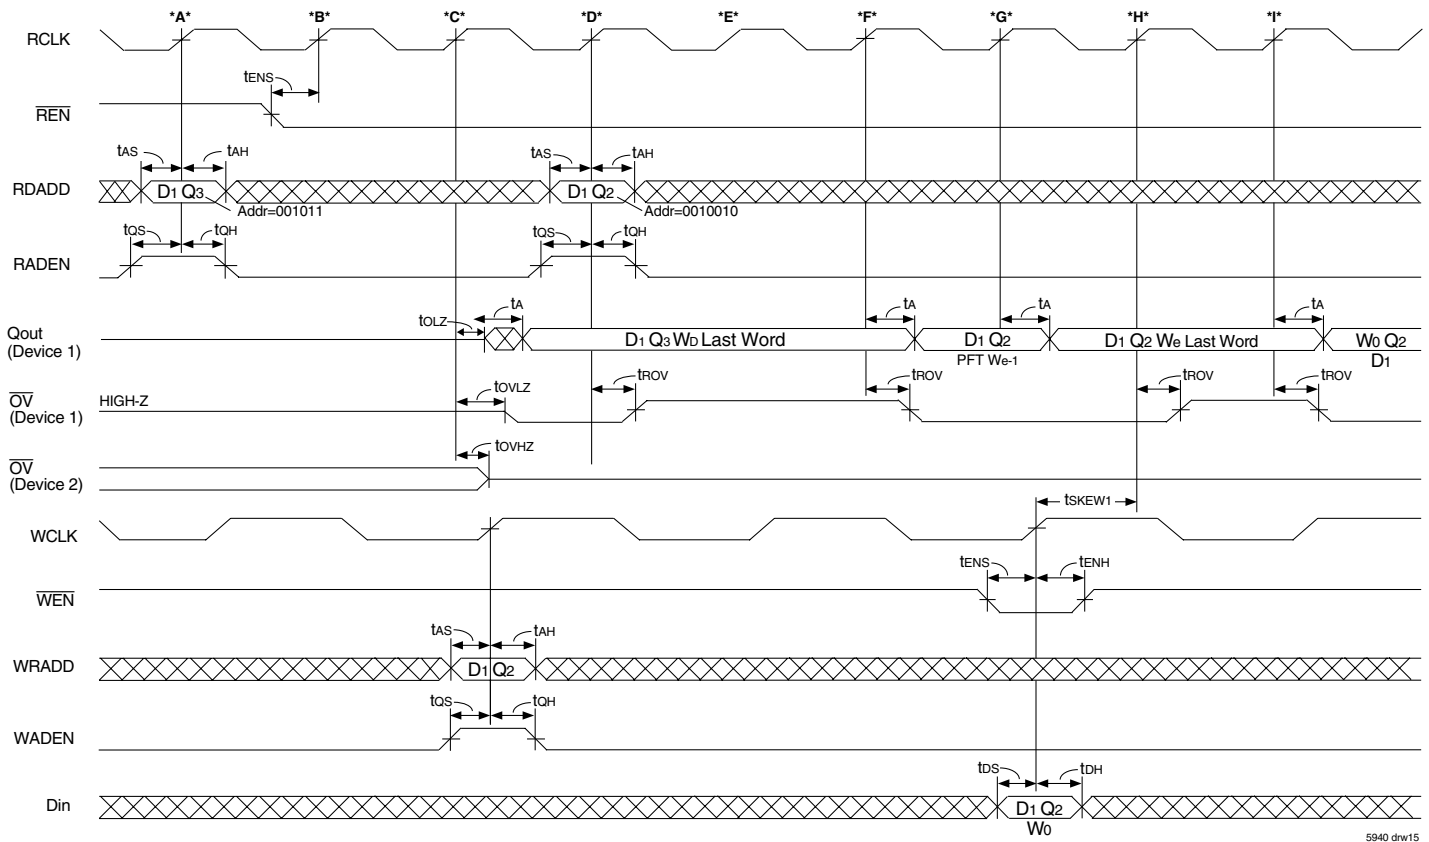 *A* *B* *C* *D* *E* *F* *G* *H* *I*
RCLK
tENS
REN
tAS tAH tAS tAH
RDADD D1 Q3 D1 Q2
Addr=001011 Addr=0010010
tQS tQH tQS tQH
RADEN
tA tA tA tA
tOLZ
Qout
(Device 1)
D1 Q3 WD Last Word D1 Q2 D1 Q2 We Last Word W0 Q2
PFT We-1 D1
tOVLZ tROV tROV tROV tROV
OV
(Device 1)
HIGH-Z
tOVHZ
OV
(Device 2)
tSKEW1
WCLK
tENS tENH
WEN
tAS tAH
WRADD D1 Q2
tQS tQH
WADEN
tDS tDH
Din D1 Q2
W0
5940 drw15